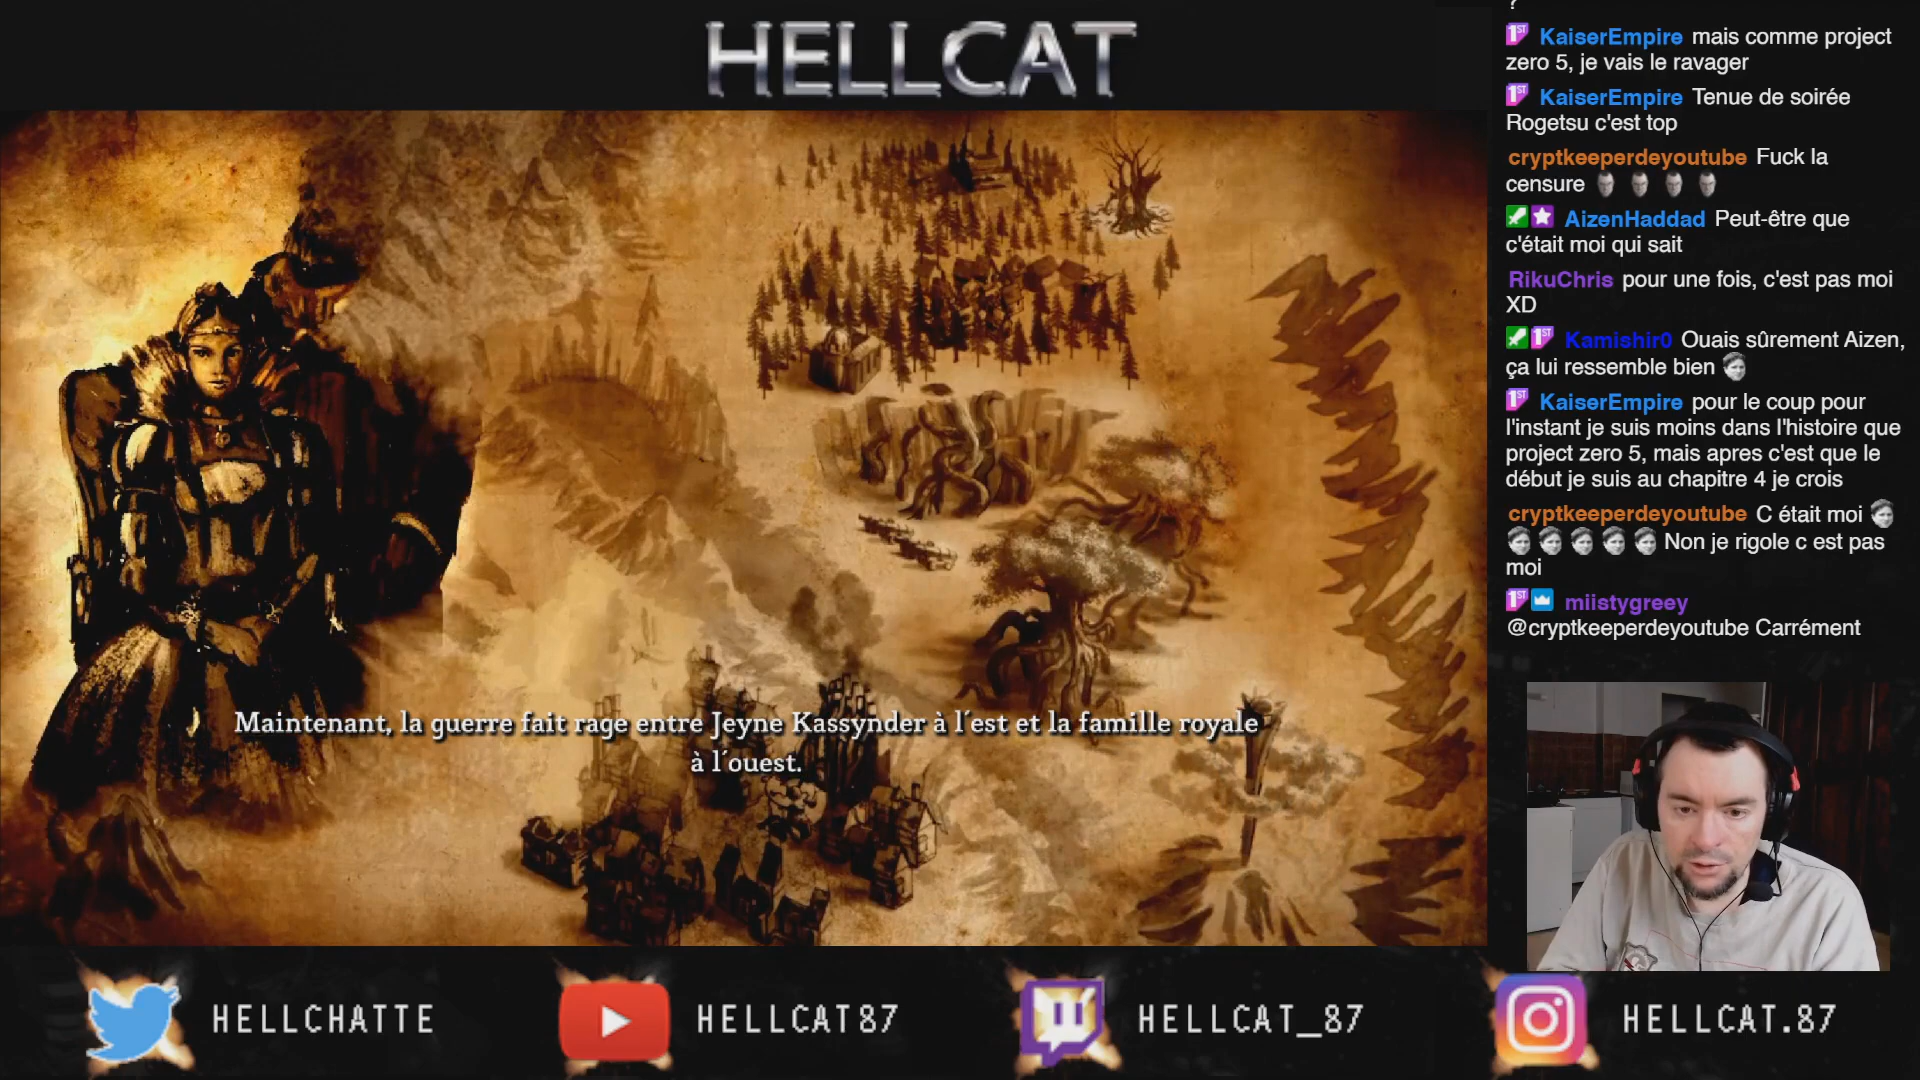 HELLCAT
?
KaiserEmpire mais comme project
zero 5, je vais le ravager
KaiserEmpire Tenue de soirée
Rogetsu c'est top
cryptkeeperdeyoutube Fuck la
censure
AizenHaddad Peut-être que
c'était moi qui sait
RikuChris pour une fois, c'est pas moi
XD
Kamishir0 Ouais sûrement Aizen,
ça lui ressemble bien
KaiserEmpire pour le coup pour
l'instant je suis moins dans l'histoire que
project zero 5, mais apres c'est que le
début je suis au chapitre 4 je crois
cryptkeeperdeyoutube C était moi
Non je rigole c est pas
moi
miistygreey
@cryptkeeperdeyoutube Carrément
Maintenant, la guerre fait rage entre Jeyne Kassynder à l´est et la famille royale
à l´ouest.
HELLCHATTE
HELLCAT87
HELLCAT_87
HELLCAT.87